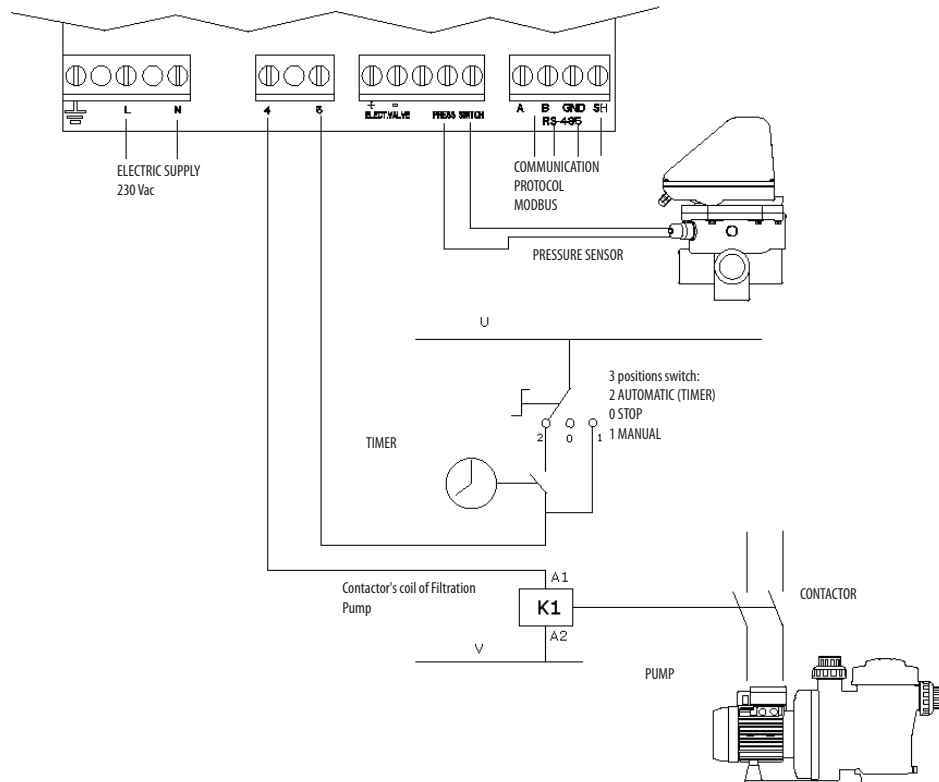 L N 4 5 + - A B GND SH
ELECT.VALVE PRESS SWITCH RS-485
ELECTRIC SUPPLY
230 Vac
COMMUNICATION
PROTOCOL
MODBUS
PRESSURE SENSOR
U
3 positions switch:
2 AUTOMATIC (TIMER)
0 STOP
1 MANUAL
2 0 1
TIMER
A1
Contactor's coil of Filtration
Pump
K1
CONTACTOR
A2
V
PUMP